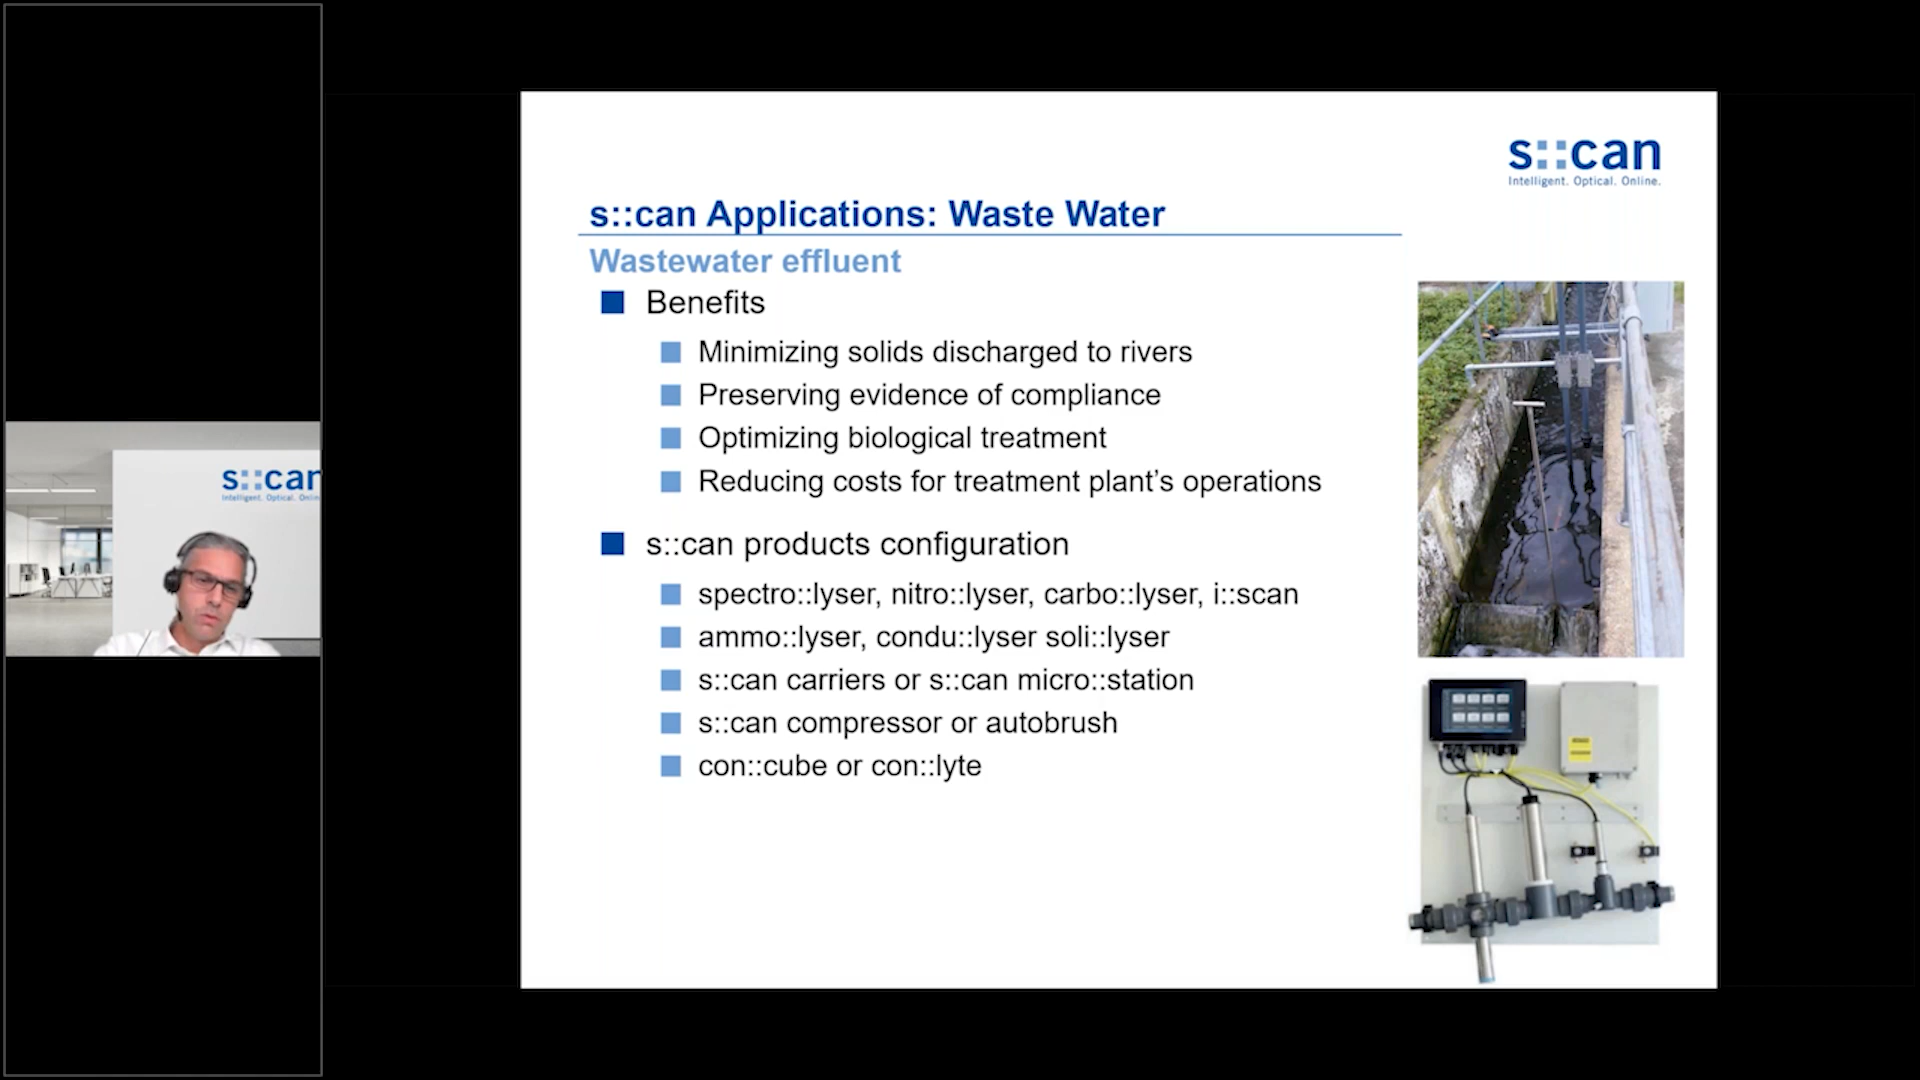 s::can
Intelligent. Optical. Online.
s::can Applications: Waste Water
Wastewater effluent
Benefits
Minimizing solids discharged to rivers
Preserving evidence of compliance
Optimizing biological treatment
Reducing costs for treatment plant’s operations
s::can products configuration
spectro::lyser, nitro::lyser, carbo::lyser, i::scan
ammo::lyser, condu::lyser soli::lyser
s::can carriers or s::can micro::station
s::can compressor or autobrush
con::cube or con::lyte
s::can
Intelligent. Optical. Onlin